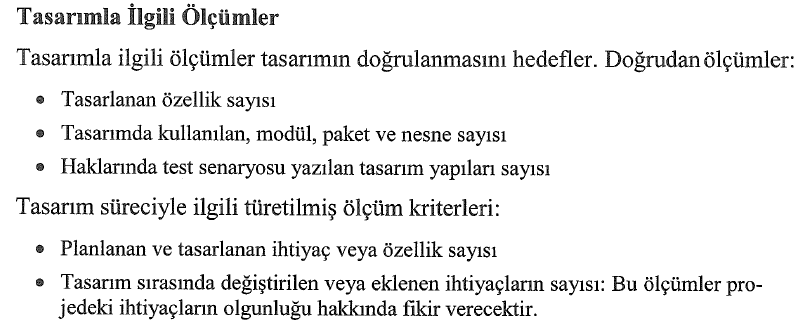 Tasarımla İlgili Ölçümler
Tasarımla ilgili ölçümler tasarımın doğrulanmasını hedefler. Doğrudan ölçümler:
• Tasarlanan özellik sayısı
• Tasarımda kullanılan, modül, paket ve nesne sayısı
• Haklarında test senaryosu yazılan tasarım yapıları sayısı
Tasarım süreciyle ilgili türetilmiş ölçüm kriterleri:
• Planlanan ve tasarlanan ihtiyaç veya özellik sayısı
• Tasarım sırasında değiştirilen veya eklenen ihtiyaçların sayısı: Bu ölçümler pro-
jedeki ihtiyaçların olgunluğu hakkında fikir verecektir.